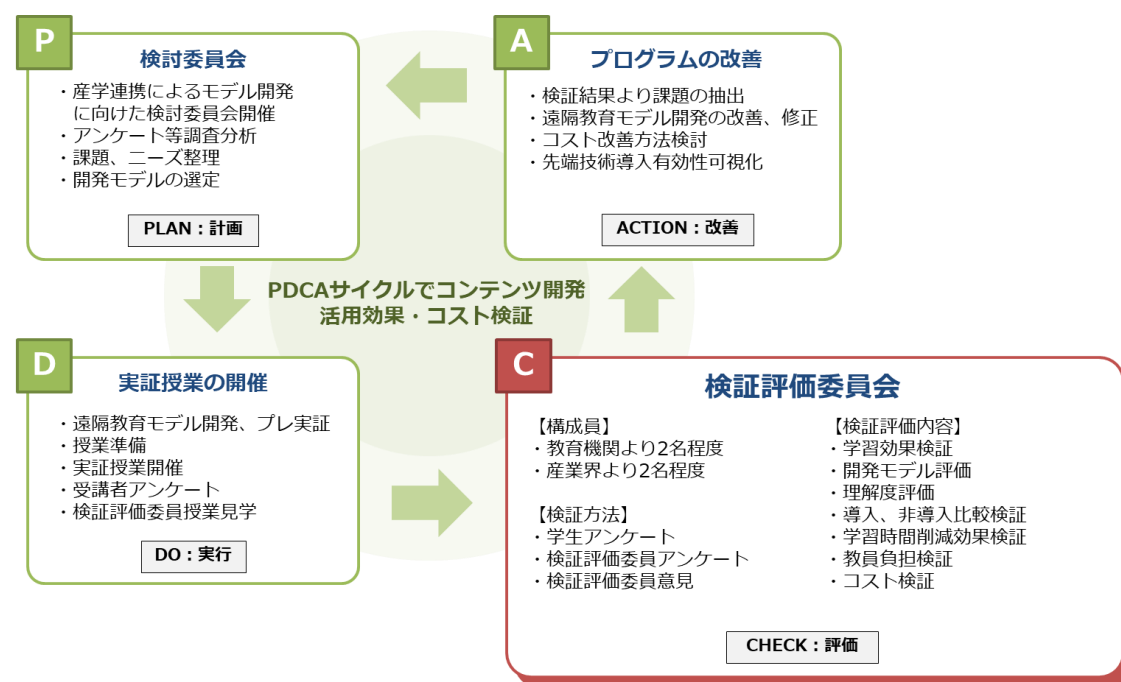 P
検討委員会
・産学連携によるモデル開発
に向けた検討委員会開催
・アンケート等調査分析
・課題、ニーズ整理
・開発モデルの選定
PLAN：計画
A
プログラムの改善
・検証結果より課題の抽出
・遠隔教育モデル開発の改善、修正
・コスト改善方法検討
・先端技術導入有効性可視化
ACTION：改善
PDCAサイクルでコンテンツ開発
活用効果・コスト検証
D
実証授業の開催
・遠隔教育モデル開発、プレ実証
・授業準備
・実証授業開催
・受講者アンケート
・検証評価委員授業見学
DO：実行
C
検証評価委員会
【構成員】
・教育機関より2名程度
・産業界より2名程度
【検証方法】
・学生アンケート
・検証評価委員アンケート
・検証評価委員意見
【検証評価内容】
・学習効果検証
・開発モデル評価
・理解度評価
・導入、非導入比較検証
・学習時間削減効果検証
・教員負担検証
・コスト検証
CHECK：評価